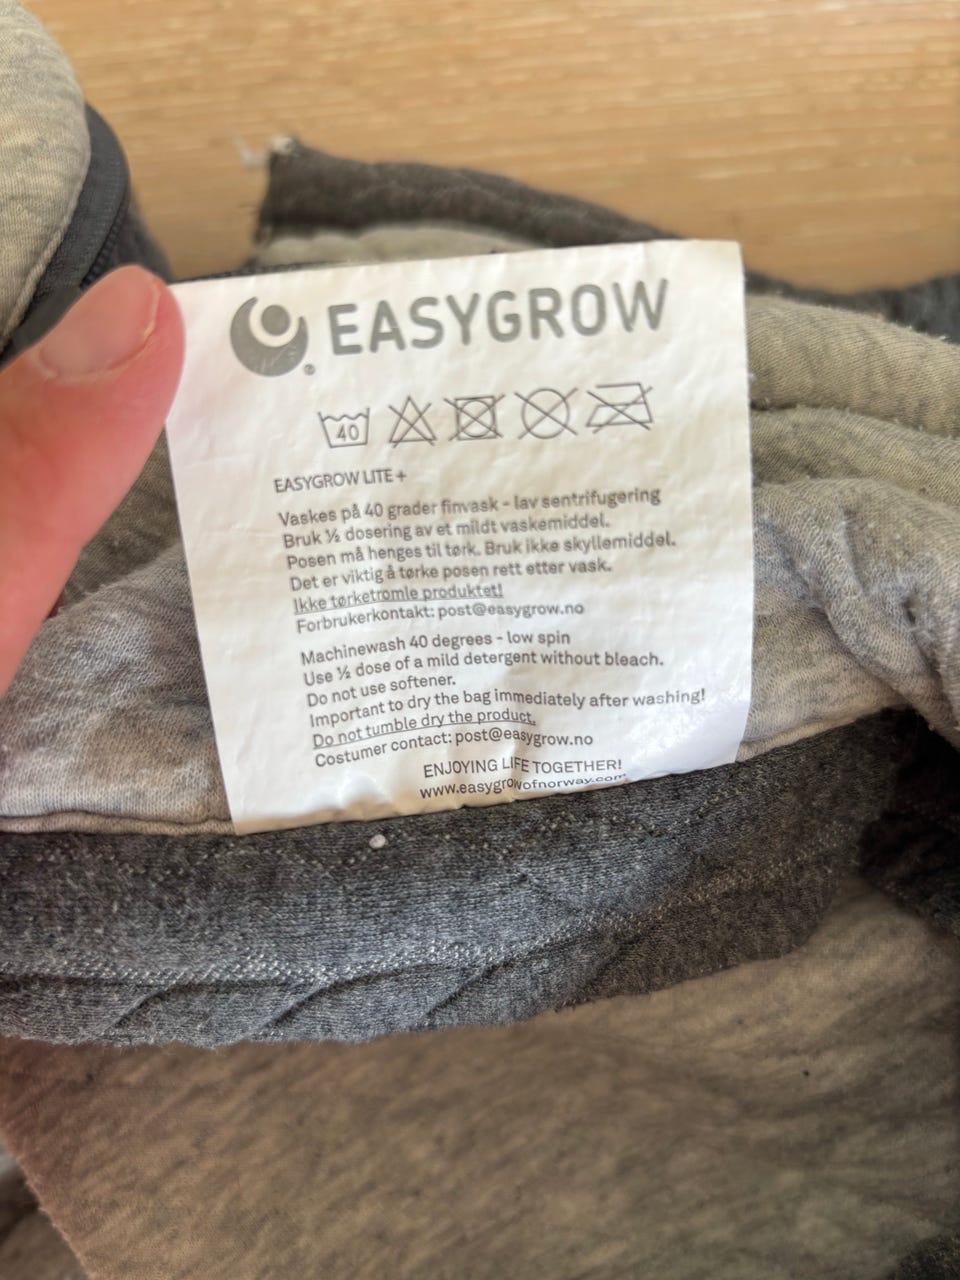 EASYGROW
40
EASYGROW LITE +
Vaskes på 40 grader finvask - lav sentrifugering
Bruk ½ dosering av et mildt vaskemiddel.
Posen må henges til tørk. Bruk ikke skyllemiddel.
Det er viktig å tørke posen rett etter vask.
Ikke tørketromle produktet!
Forbrukerkontakt: post@easygrow.no
Machinewash 40 degrees - low spin
Use ½ dose of a mild detergent without bleach.
Do not use softener.
Important to dry the bag immediately after washing!
Do not tumble dry the product.
Costumer contact: post@easygrow.no
ENJOYING LIFE TOGETHER!
www.easygrowofnorway.com